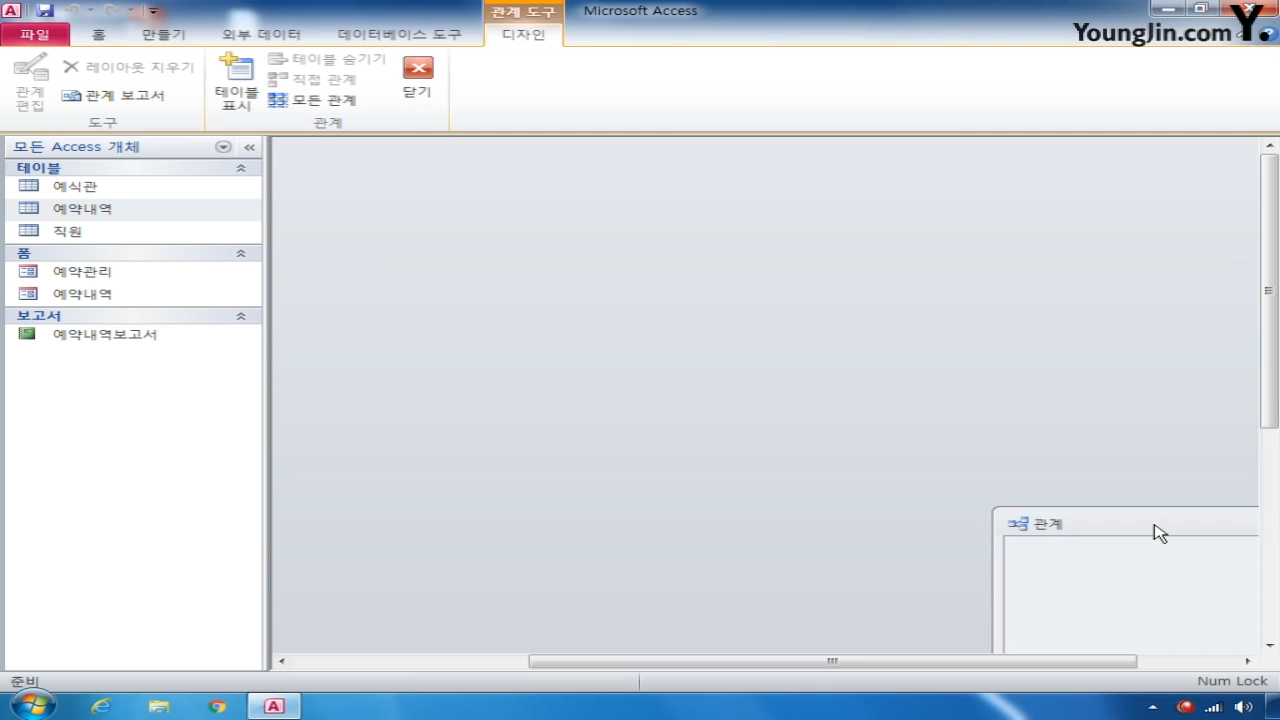 관계 도구
Microsoft Access
파일
홈
만들기
외부 데이터
데이터베이스 도구
디자인
YoungJin.com Y.
관계 편집
레이아웃 지우기
관계 보고서
도구
테이블 표시
테이블 숨기기
직접 관계
모든 관계
관계
닫기
모든 Access 개체
테이블
예식관
예약내역
직원
폼
예약관리
예약내역
보고서
예약내역보고서
관계
준비
Num Lock